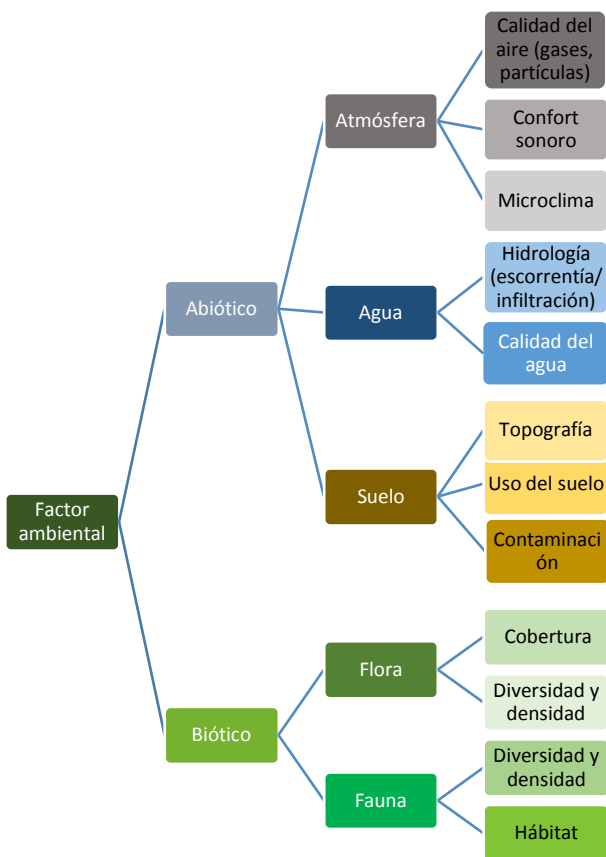 Calidad del
aire (gases,
partículas)
Atmósfera
Confort
sonoro
Microclima
Hidrología
(escorrentía/
infiltración)
Abiótico
Agua
Calidad del
agua
Topografía
Suelo
Uso del suelo
Contaminaci
ón
Factor
ambiental
Cobertura
Flora
Diversidad y
densidad
Biótico
Diversidad y
densidad
Fauna
Hábitat